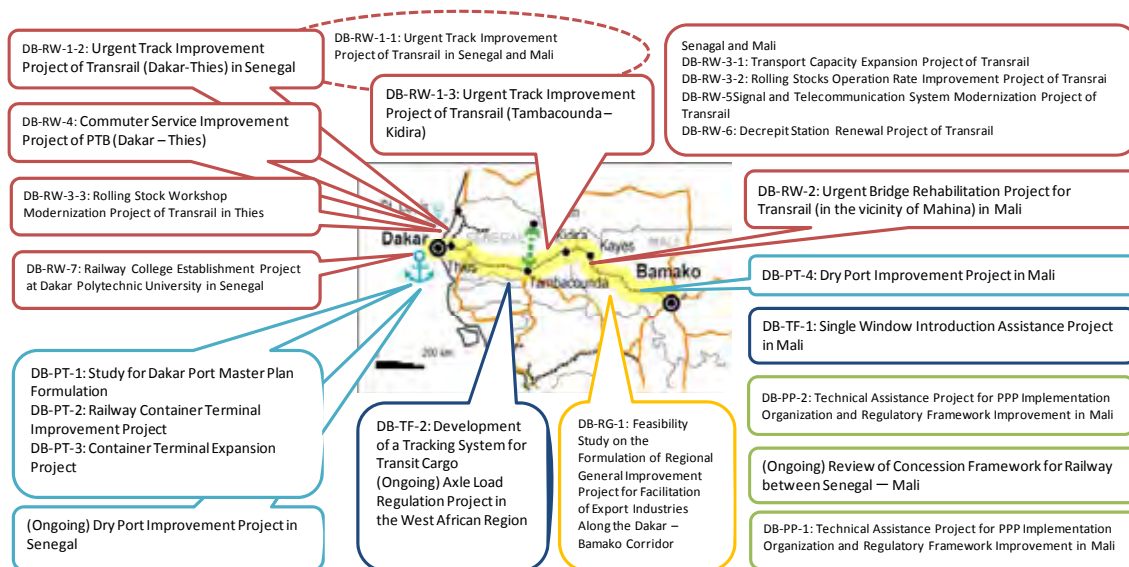 DB-RW-1-2: Urgent Track Improvement
Project of Transrail (Dakar-Thies) in Senegal
DB-RW-1-1: Urgent Track Improvement
Project of Transrail in Senegal and Mali
DB-RW-1-3: Urgent Track Improvement
Project of Transrail (Tambacounda –
Kidira)
Senagal and Mali
DB-RW-3-1: Transport Capacity Expansion Project of Transrail
DB-RW-3-2: Rolling Stocks Operation Rate Improvement Project of Transrai
DB-RW-5Signal and Telecommunication System Modernization Project of
Transrail
DB-RW-6: Decrepit Station Renewal Project of Transrail
DB-RW-4: Commuter Service Improvement
Project of PTB (Dakar – Thies)
DB-RW-3-3: Rolling Stock Workshop
Modernization Project of Transrail in Thies
DB-RW-7: Railway College Establishment Project
at Dakar Polytechnic University in Senegal
DB-RW-2: Urgent Bridge Rehabilitation Project for
Transrail (in the vicinity of Mahina) in Mali
DB-PT-4: Dry Port Improvement Project in Mali
DB-TF-1: Single Window Introduction Assistance Project
in Mali
Dakar
SENEGAL
Kidira
Kayes
MALI
Thies
Tambacounda
Bamako
200 km
DB-PT-1: Study for Dakar Port Master Plan
Formulation
DB-PT-2: Railway Container Terminal
Improvement Project
DB-PT-3: Container Terminal Expansion
Project
(Ongoing) Dry Port Improvement Project in
Senegal
DB-TF-2: Development
of a Tracking System for
Transit Cargo
(Ongoing) Axle Load
Regulation Project in
the West African Region
DB-RG-1: Feasibility
Study on the
Formulation of Regional
General Improvement
Project for Facilitation
of Export Industries
Along the Dakar –
Bamako Corridor
DB-PP-2: Technical Assistance Project for PPP Implementation
Organization and Regulatory Framework Improvement in Mali
(Ongoing) Review of Concession Framework for Railway
between Senegal — Mali
DB-PP-1: Technical Assistance Project for PPP Implementation
Organization and Regulatory Framework Improvement in Mali